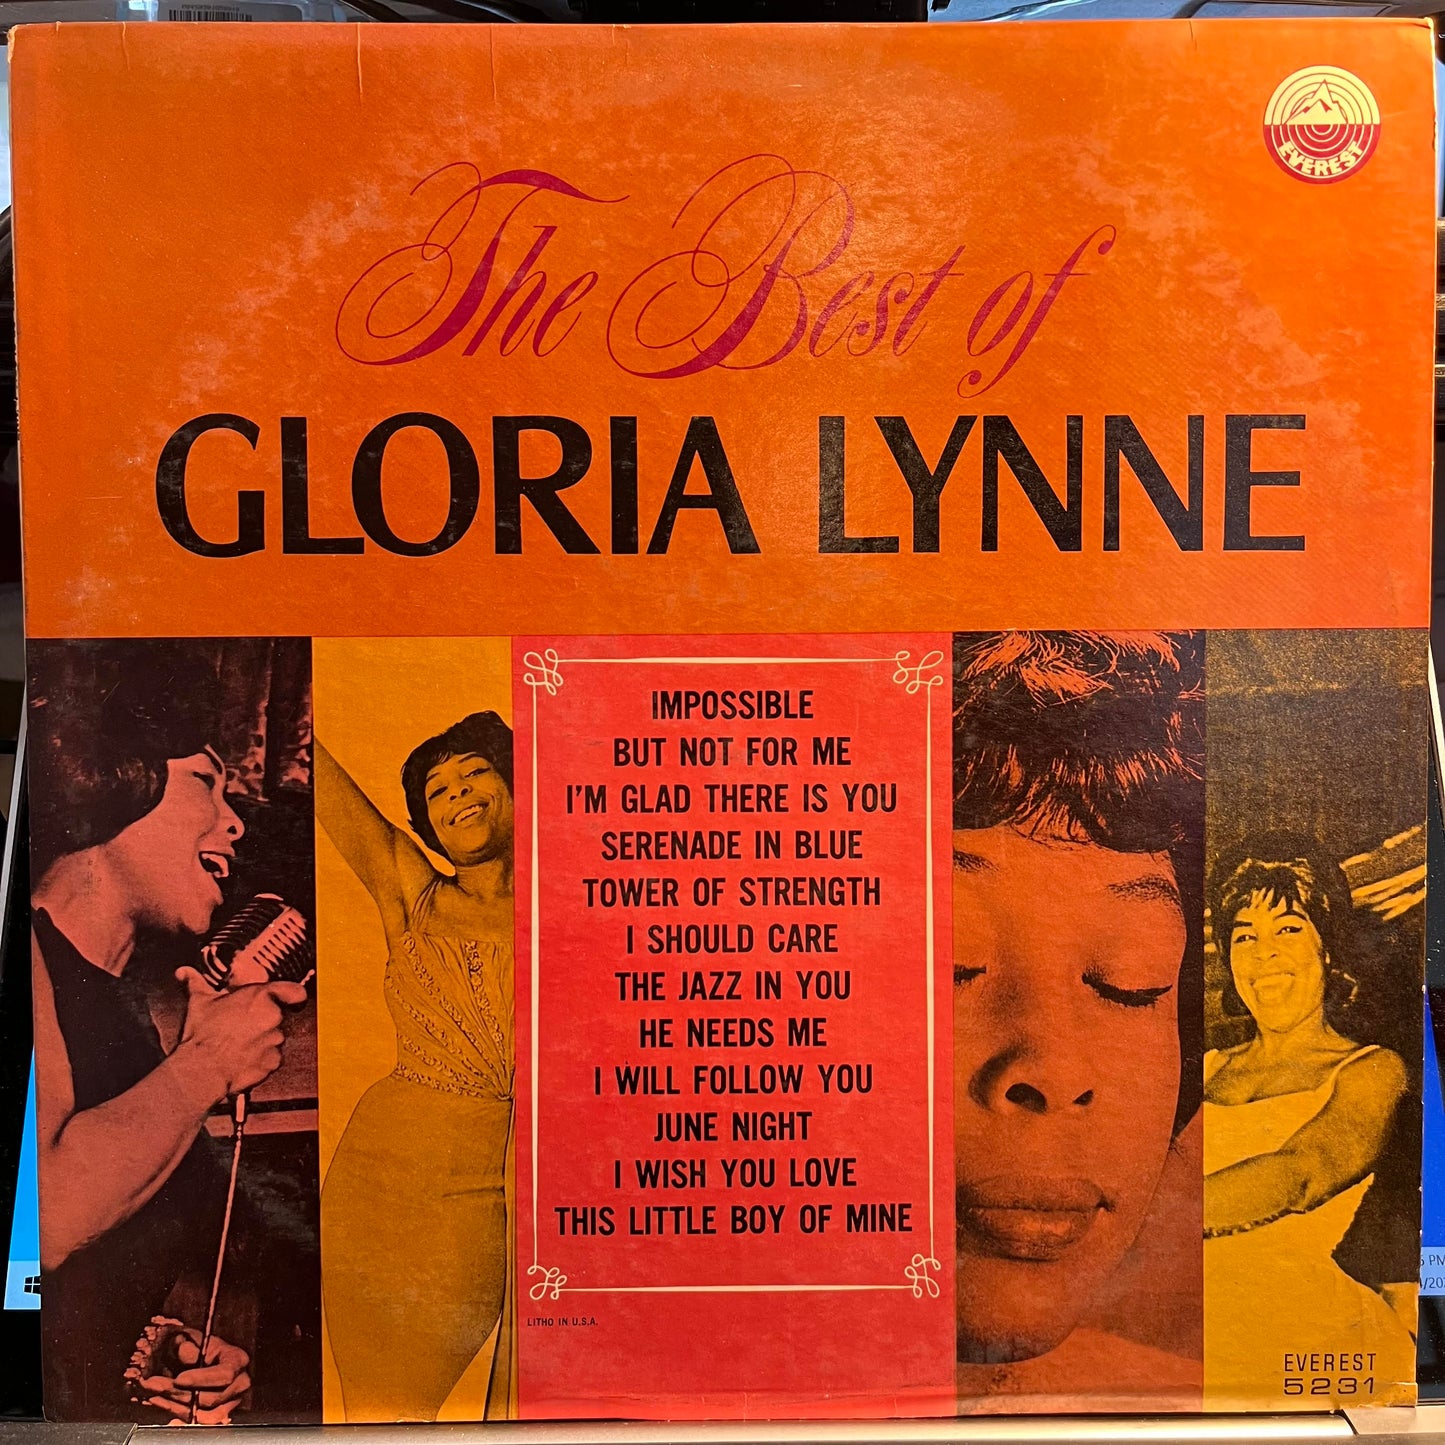 EVEREST
The Best of
GLORIA LYNNE
IMPOSSIBLE
BUT NOT FOR ME
I'M GLAD THERE IS YOU
SERENADE IN BLUE
TOWER OF STRENGTH
I SHOULD CARE
THE JAZZ IN YOU
HE NEEDS ME
I WILL FOLLOW YOU
JUNE NIGHT
I WISH YOU LOVE
THIS LITTLE BOY OF MINE
LITHO IN U.S.A.
EVEREST
5231
PM